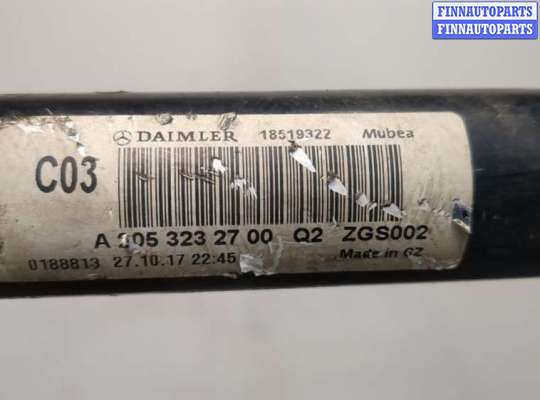 FINNAUTOPARTS
FINNAUTOPARTS
DAIMLER 18519322 Mubea
C03
A 205 323 27 00 Q2 ZGS002
0188813 27.10.17 22:45 Made in CZ